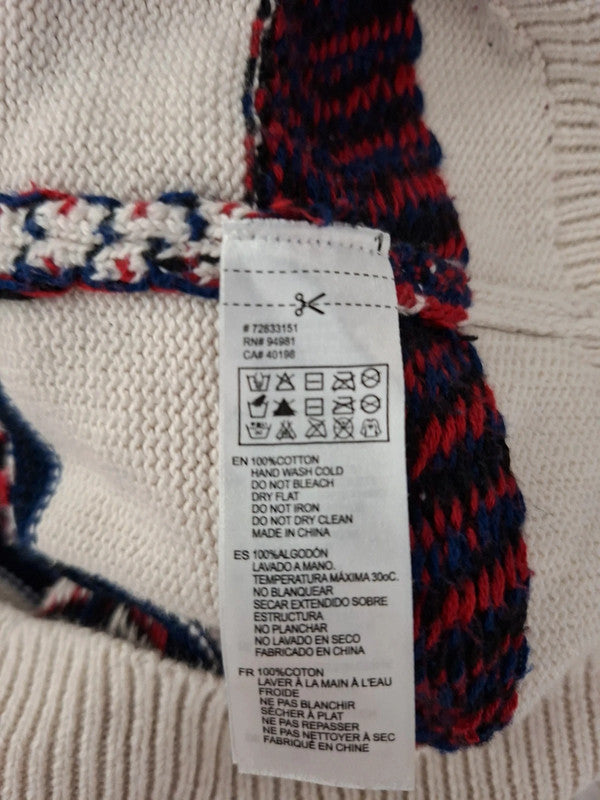 1
# 72833151
RN# 94981
CA# 40198
EN 100%COTTON
HAND WASH COLD
DO NOT BLEACH
DRY FLAT
DO NOT IRON
DO NOT DRY CLEAN
MADE IN CHINA
ES 100%ALGODÓN
LAVADO A MANO.
TEMPERATURA MÁXIMA 30oC.
NO BLANQUEAR
SECAR EXTENDIDO SOBRE
ESTRUCTURA
NO PLANCHAR
NO LAVADO EN SECO
FABRICADO EN CHINA
FR 100%COTON
LAVER À LA MAIN À L'EAU
FROIDE
NE PAS BLANCHIR
SÉCHER À PLAT
NE PAS REPASSER
NE PAS NETTOYER À SEC
FABRIQUÉ EN CHINE